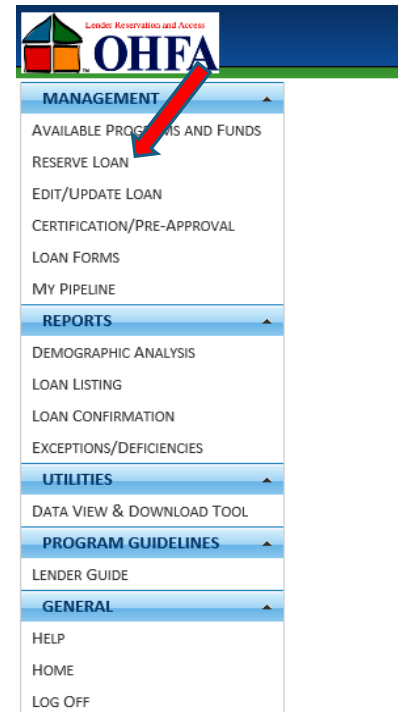 Lender Reservation and Access
OHFA
MANAGEMENT
AVAILABLE PROGRAMS AND FUNDS
RESERVE LOAN
EDIT/UPDATE LOAN
CERTIFICATION/PRE-APPROVAL
LOAN FORMS
MY PIPELINE
REPORTS
DEMOGRAPHIC ANALYSIS
LOAN LISTING
LOAN CONFIRMATION
EXCEPTIONS/DEFICIENCIES
UTILITIES
DATA VIEW & DOWNLOAD TOOL
PROGRAM GUIDELINES
LENDER GUIDE
GENERAL
HELP
HOME
LOG OFF